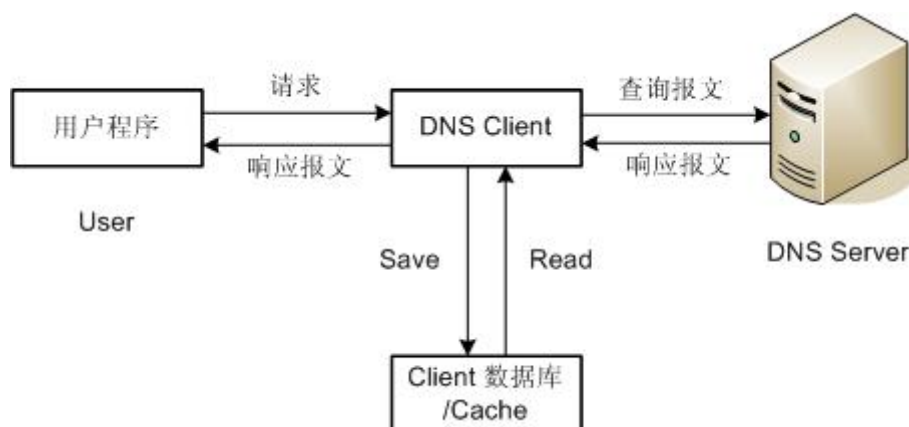 请求
查询报文
用户程序
DNS Client
响应报文
响应报文
User
DNS Server
Save
Read
Client 数据库
/Cache